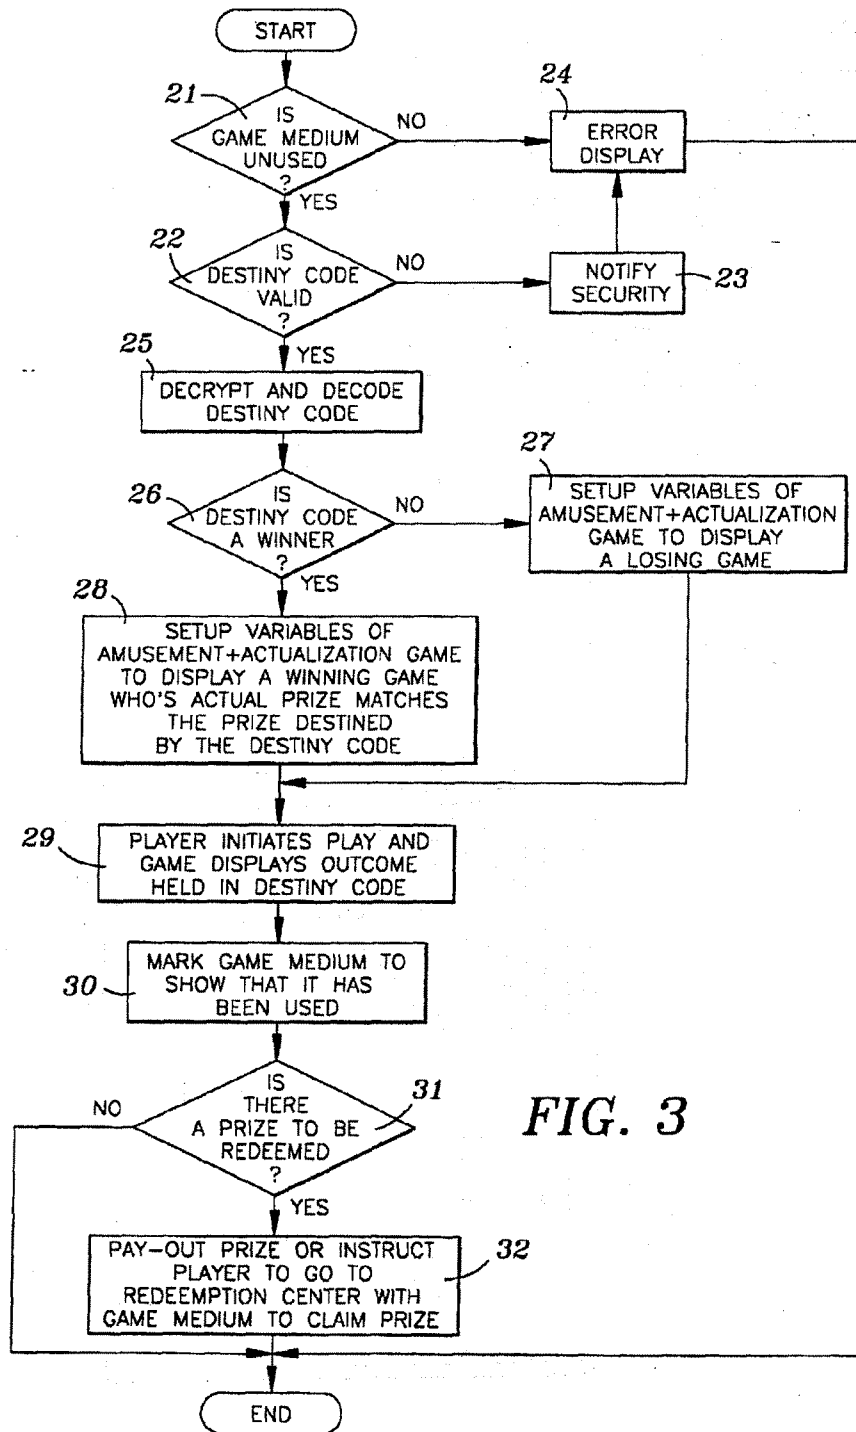 START
21
IS
GAME MEDIUM
UNUSED
?
NO
YES
24
ERROR
DISPLAY
22
IS
DESTINY CODE
VALID
?
NO
YES
NOTIFY
SECURITY
23
25
DECRYPT AND DECODE
DESTINY CODE
26
IS
DESTINY CODE
A WINNER
?
NO
YES
27
SETUP VARIABLES OF
AMUSEMENT+ACTUALIZATION
GAME TO DISPLAY
A LOSING GAME
28
SETUP VARIABLES OF
AMUSEMENT+ACTUALIZATION GAME
TO DISPLAY A WINNING GAME
WHO'S ACTUAL PRIZE MATCHES
THE PRIZE DESTINED
BY THE DESTINY CODE
29
PLAYER INITIATES PLAY AND
GAME DISPLAYS OUTCOME
HELD IN DESTINY CODE
30
MARK GAME MEDIUM TO
SHOW THAT IT HAS
BEEN USED
31
IS
THERE
A PRIZE TO BE
REDEEMED
?
NO
YES
FIG. 3
32
PAY-OUT PRIZE OR INSTRUCT
PLAYER TO GO TO
REDEMPTION CENTER WITH
GAME MEDIUM TO CLAIM PRIZE
END